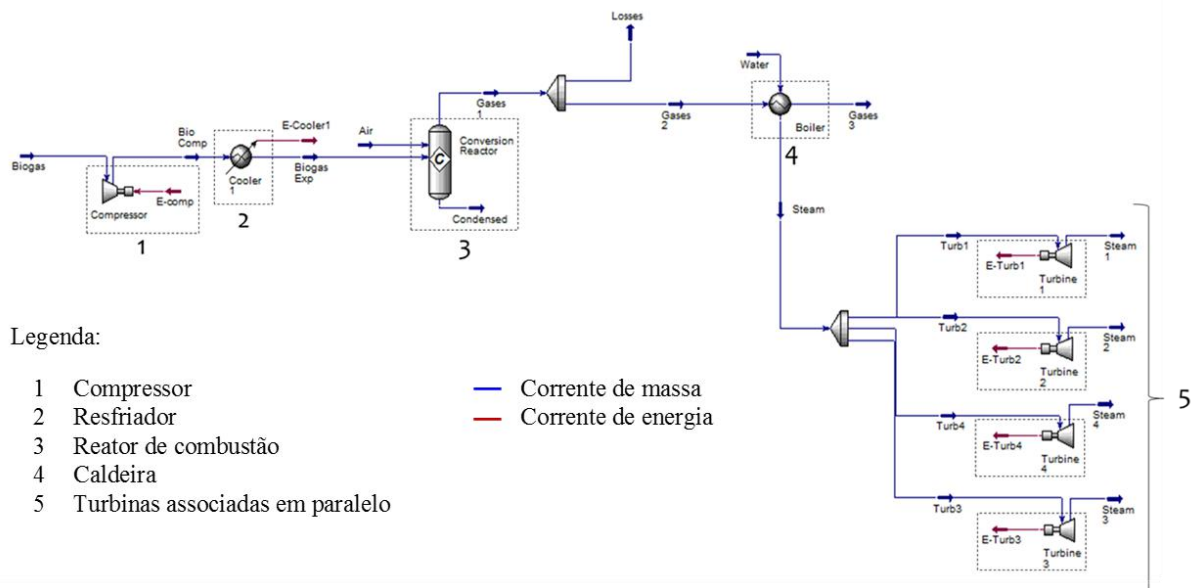 Losses
Water
Gases
1
Gases
2
Gases
3
Boiler
4
Bio
Comp
E-Cooler1
Air
Conversion
Reactor
C
Biogas
Biogas
Exp
Cooler
1
E-comp
Compressor
Condensed
1
2
3
Steam
Turb1
Steam
1
E-Turb1
Turbine
1
Turb2
Steam
2
E-Turb2
Turbine
2
Turb4
Steam
4
E-Turb4
Turbine
4
Turb3
Steam
3
E-Turb3
Turbine
3
5
Legenda:
1 Compressor
2 Resfriador
3 Reator de combustão
4 Caldeira
5 Turbinas associadas em paralelo
Corrente de massa
Corrente de energia